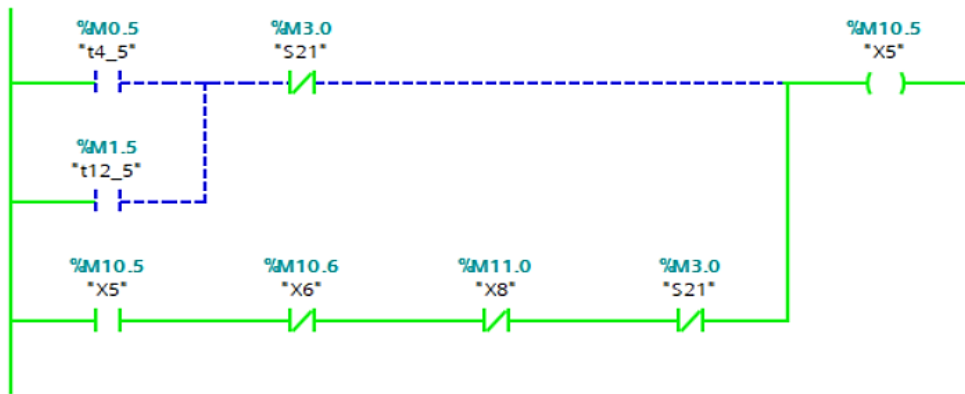 %M0.5
"t4_5"
%M3.0
"S21"
%M10.5
"X5"
%M1.5
"t12_5"
%M10.5
"X5"
%M10.6
"X6"
%M11.0
"X8"
%M3.0
"S21"